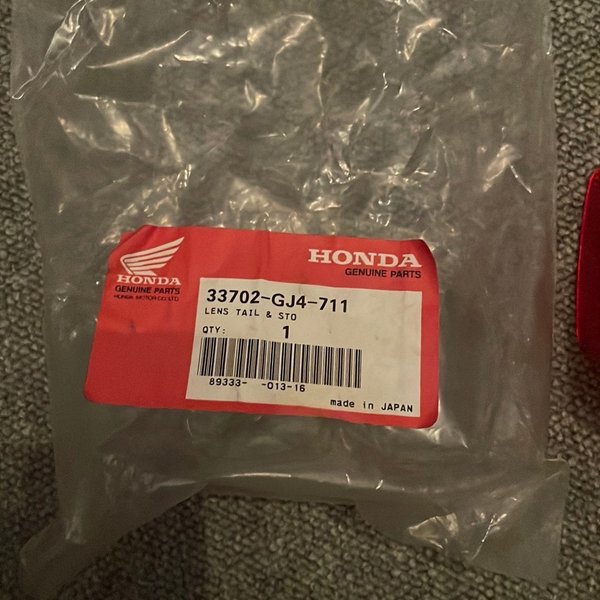 HONDA
GENUINE PARTS
HONDA MOTOR CO., LTD.
HONDA
GENUINE PARTS
33702-GJ4-711
LENS TAIL & STO
QTY: 1
89333- -013-16
made in JAPAN